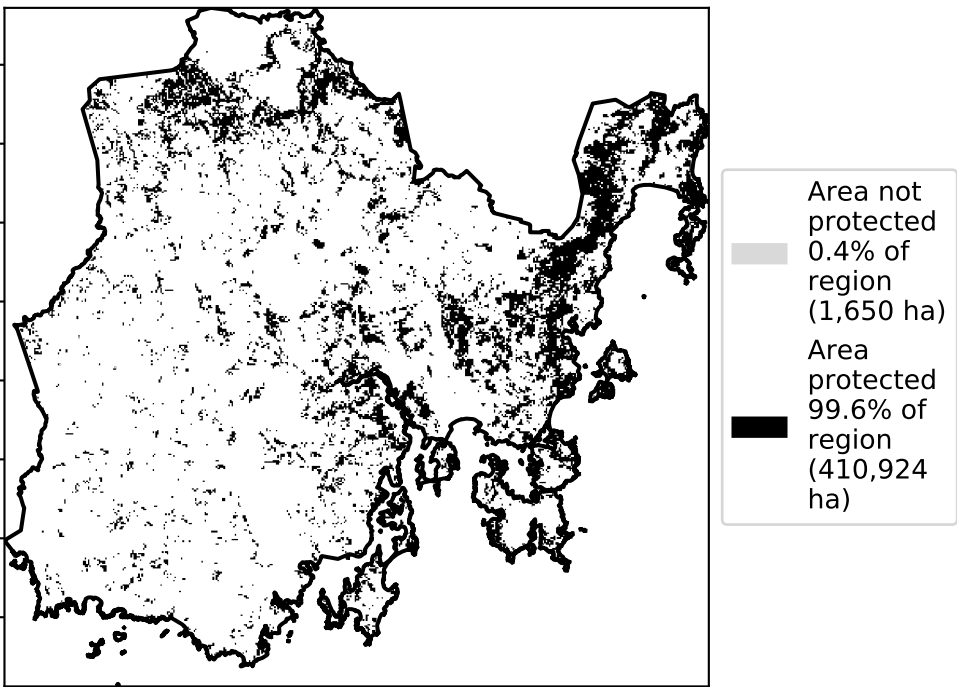 Area not
protected
0.4% of
region
(1,650 ha)
Area
protected
99.6% of
region
(410,924
ha)